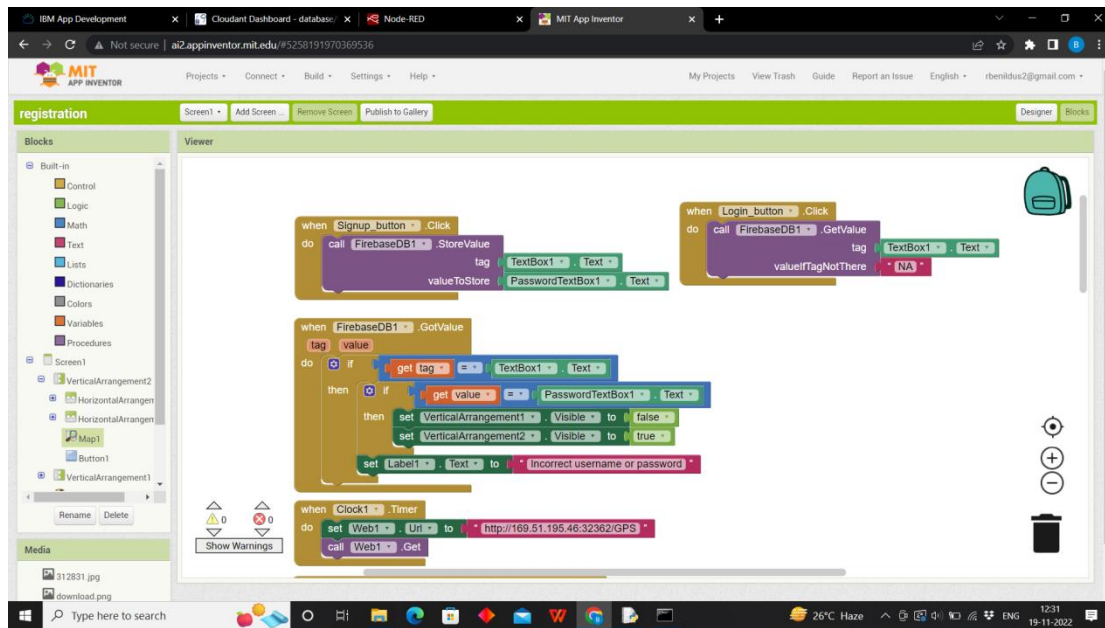 IBM App Development
Cloudant Dashboard - database/
Node-RED
MIT App Inventor
Not secure | ai2.appinventor.mit.edu/#5258191970369536
MIT
APP INVENTOR
Projects Connect Build Settings Help
My Projects View Trash Guide Report an Issue English rbenildus2@gmail.com
registration
Screen1 Add Screen ... Remove Screen Publish to Gallery
Designer Blocks
Blocks
Viewer
Built-in
Control
Logic
Math
Text
Lists
Dictionaries
Colors
Variables
Procedures
Screen1
VerticalArrangement2
HorizontalArrangen
HorizontalArrangen
Map1
Button1
VerticalArrangement1
Rename Delete
Media
312831.jpg
download.png
when Signup_button .Click
do call FirebaseDB1 .StoreValue
tag TextBox1 . Text
valueToStore PasswordTextBox1 . Text
when Login_button .Click
do call FirebaseDB1 .GetValue
tag TextBox1 . Text
valueIfTagNotThere " NA "
when FirebaseDB1 .GotValue
tag value
do if get tag = TextBox1 . Text
then if get value = PasswordTextBox1 . Text
then set VerticalArrangement1 . Visible to false
set VerticalArrangement2 . Visible to true
set Label1 . Text to " Incorrect username or password "
when Clock1 .Timer
do set Web1 . Url to " http://169.51.195.46:32362/GPS "
call Web1 .Get
0 0
Show Warnings
Type here to search
26°C Haze
ENG
12:31
19-11-2022